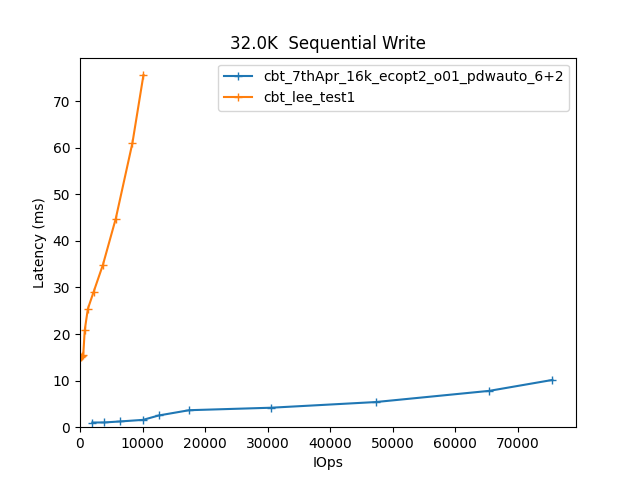 32.0K  Sequential Write
cbt_7thApr_16k_ecopt2_o01_pdwauto_6+2
cbt_lee_test1
Latency (ms)
70
60
50
40
30
20
10
0
0 10000 20000 30000 40000 50000 60000 70000
IOps